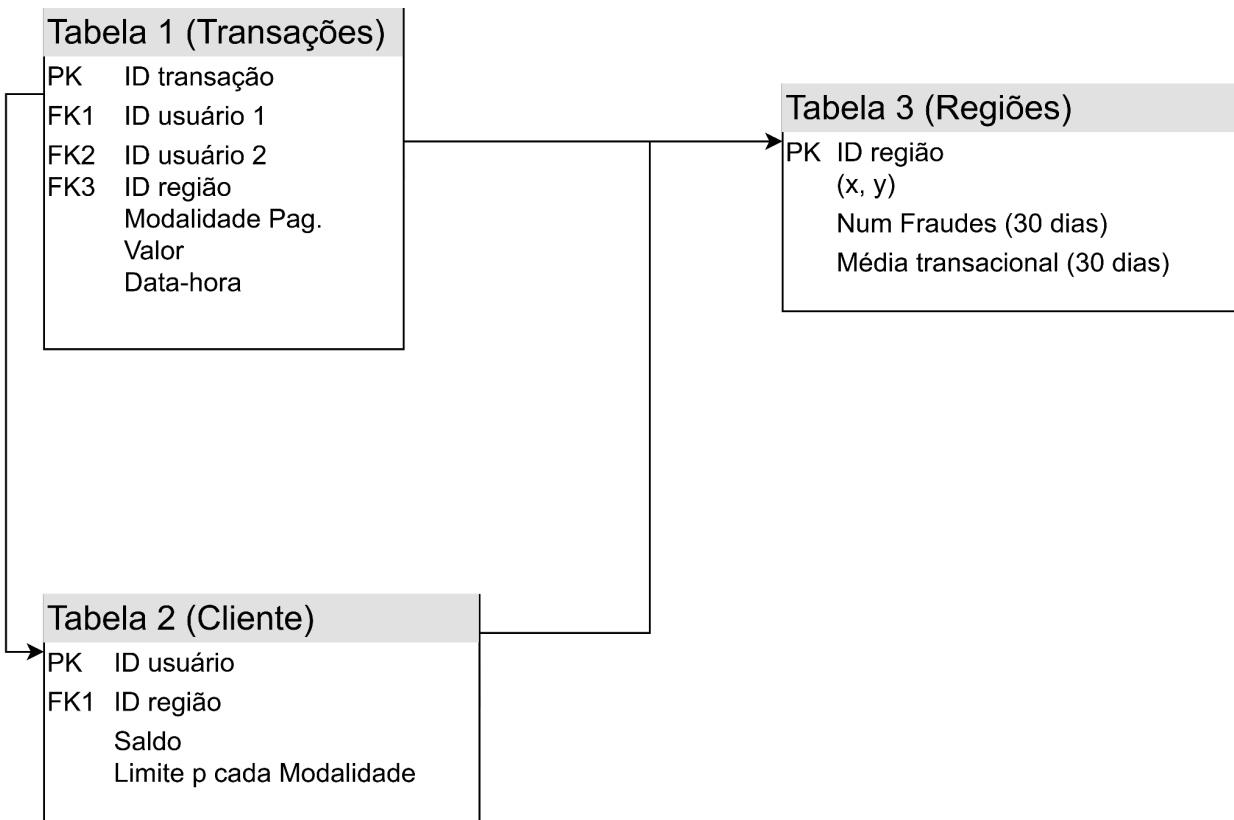 Tabela 1 (Transações)
PK ID transação
FK1 ID usuário 1
FK2 ID usuário 2
FK3 ID região
Modalidade Pag.
Valor
Data-hora
Tabela 3 (Regiões)
PK ID região
(x, y)
Num Fraudes (30 dias)
Média transacional (30 dias)
Tabela 2 (Cliente)
PK ID usuário
FK1 ID região
Saldo
Limite p cada Modalidade